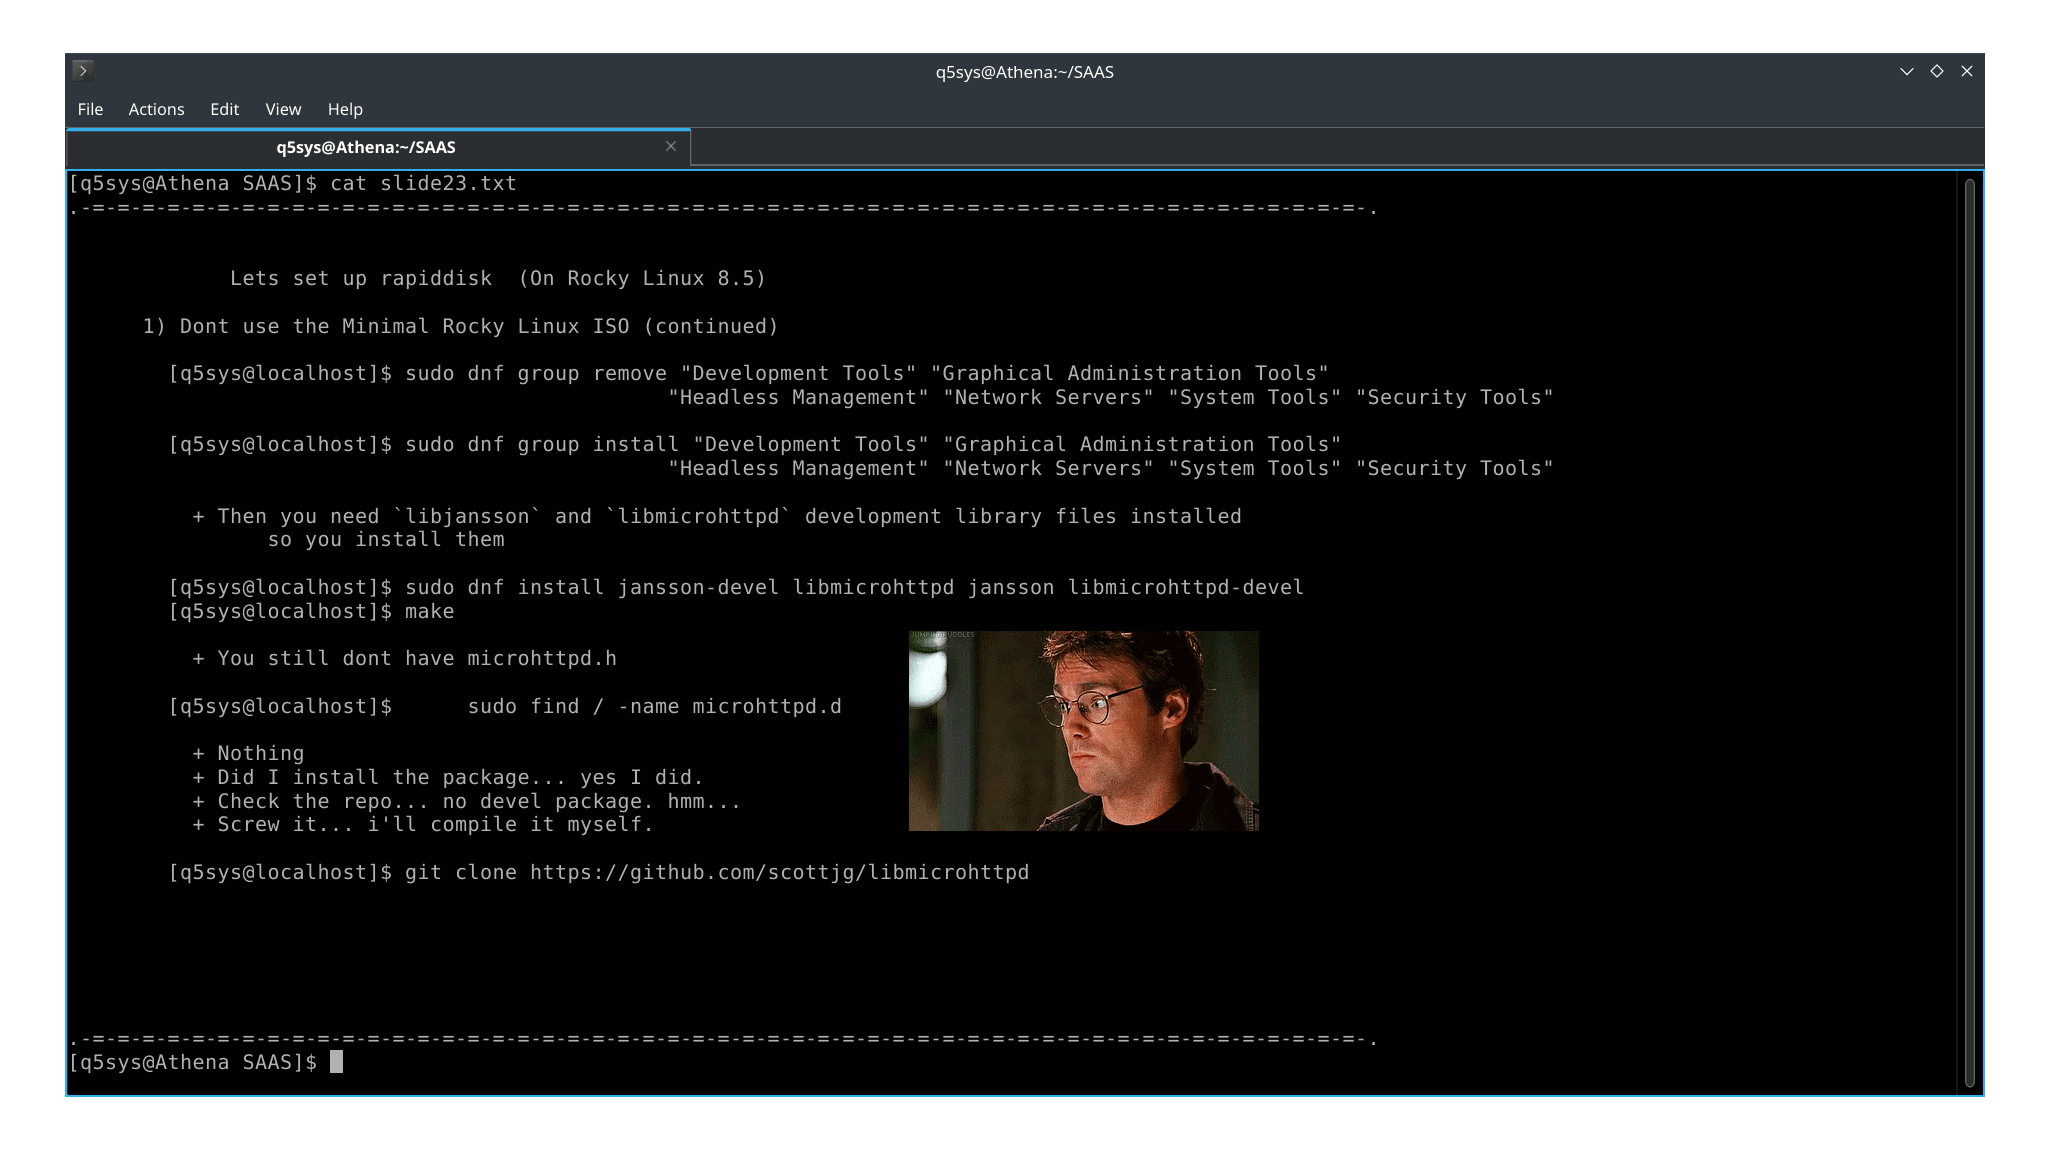 q5sys@Athena:~/SAAS
File Actions Edit View Help
q5sys@Athena:~/SAAS
[q5sys@Athena SAAS]$ cat slide23.txt
.-=-=-=-=-=-=-=-=-=-=-=-=-=-=-=-=-=-=-=-=-=-=-=-=-=-=-=-=-=-=-=-=-=-=-=-=-=-=-=-=-=-=-=-=-=-=-=-=-=-=-=-=-.
Lets set up rapiddisk  (On Rocky Linux 8.5)
1) Dont use the Minimal Rocky Linux ISO (continued)
[q5sys@localhost]$ sudo dnf group remove "Development Tools" "Graphical Administration Tools"
"Headless Management" "Network Servers" "System Tools" "Security Tools"
[q5sys@localhost]$ sudo dnf group install "Development Tools" "Graphical Administration Tools"
"Headless Management" "Network Servers" "System Tools" "Security Tools"
+ Then you need `libjansson` and `libmicrohttpd` development library files installed
so you install them
[q5sys@localhost]$ sudo dnf install jansson-devel libmicrohttpd jansson libmicrohttpd-devel
[q5sys@localhost]$ make
JUMPINGPUDDLES
+ You still dont have microhttpd.h
[q5sys@localhost]$      sudo find / -name microhttpd.d
+ Nothing
+ Did I install the package... yes I did.
+ Check the repo... no devel package. hmm...
+ Screw it... i'll compile it myself.
[q5sys@localhost]$ git clone https://github.com/scottjg/libmicrohttpd
.-=-=-=-=-=-=-=-=-=-=-=-=-=-=-=-=-=-=-=-=-=-=-=-=-=-=-=-=-=-=-=-=-=-=-=-=-=-=-=-=-=-=-=-=-=-=-=-=-=-=-=-=-.
[q5sys@Athena SAAS]$